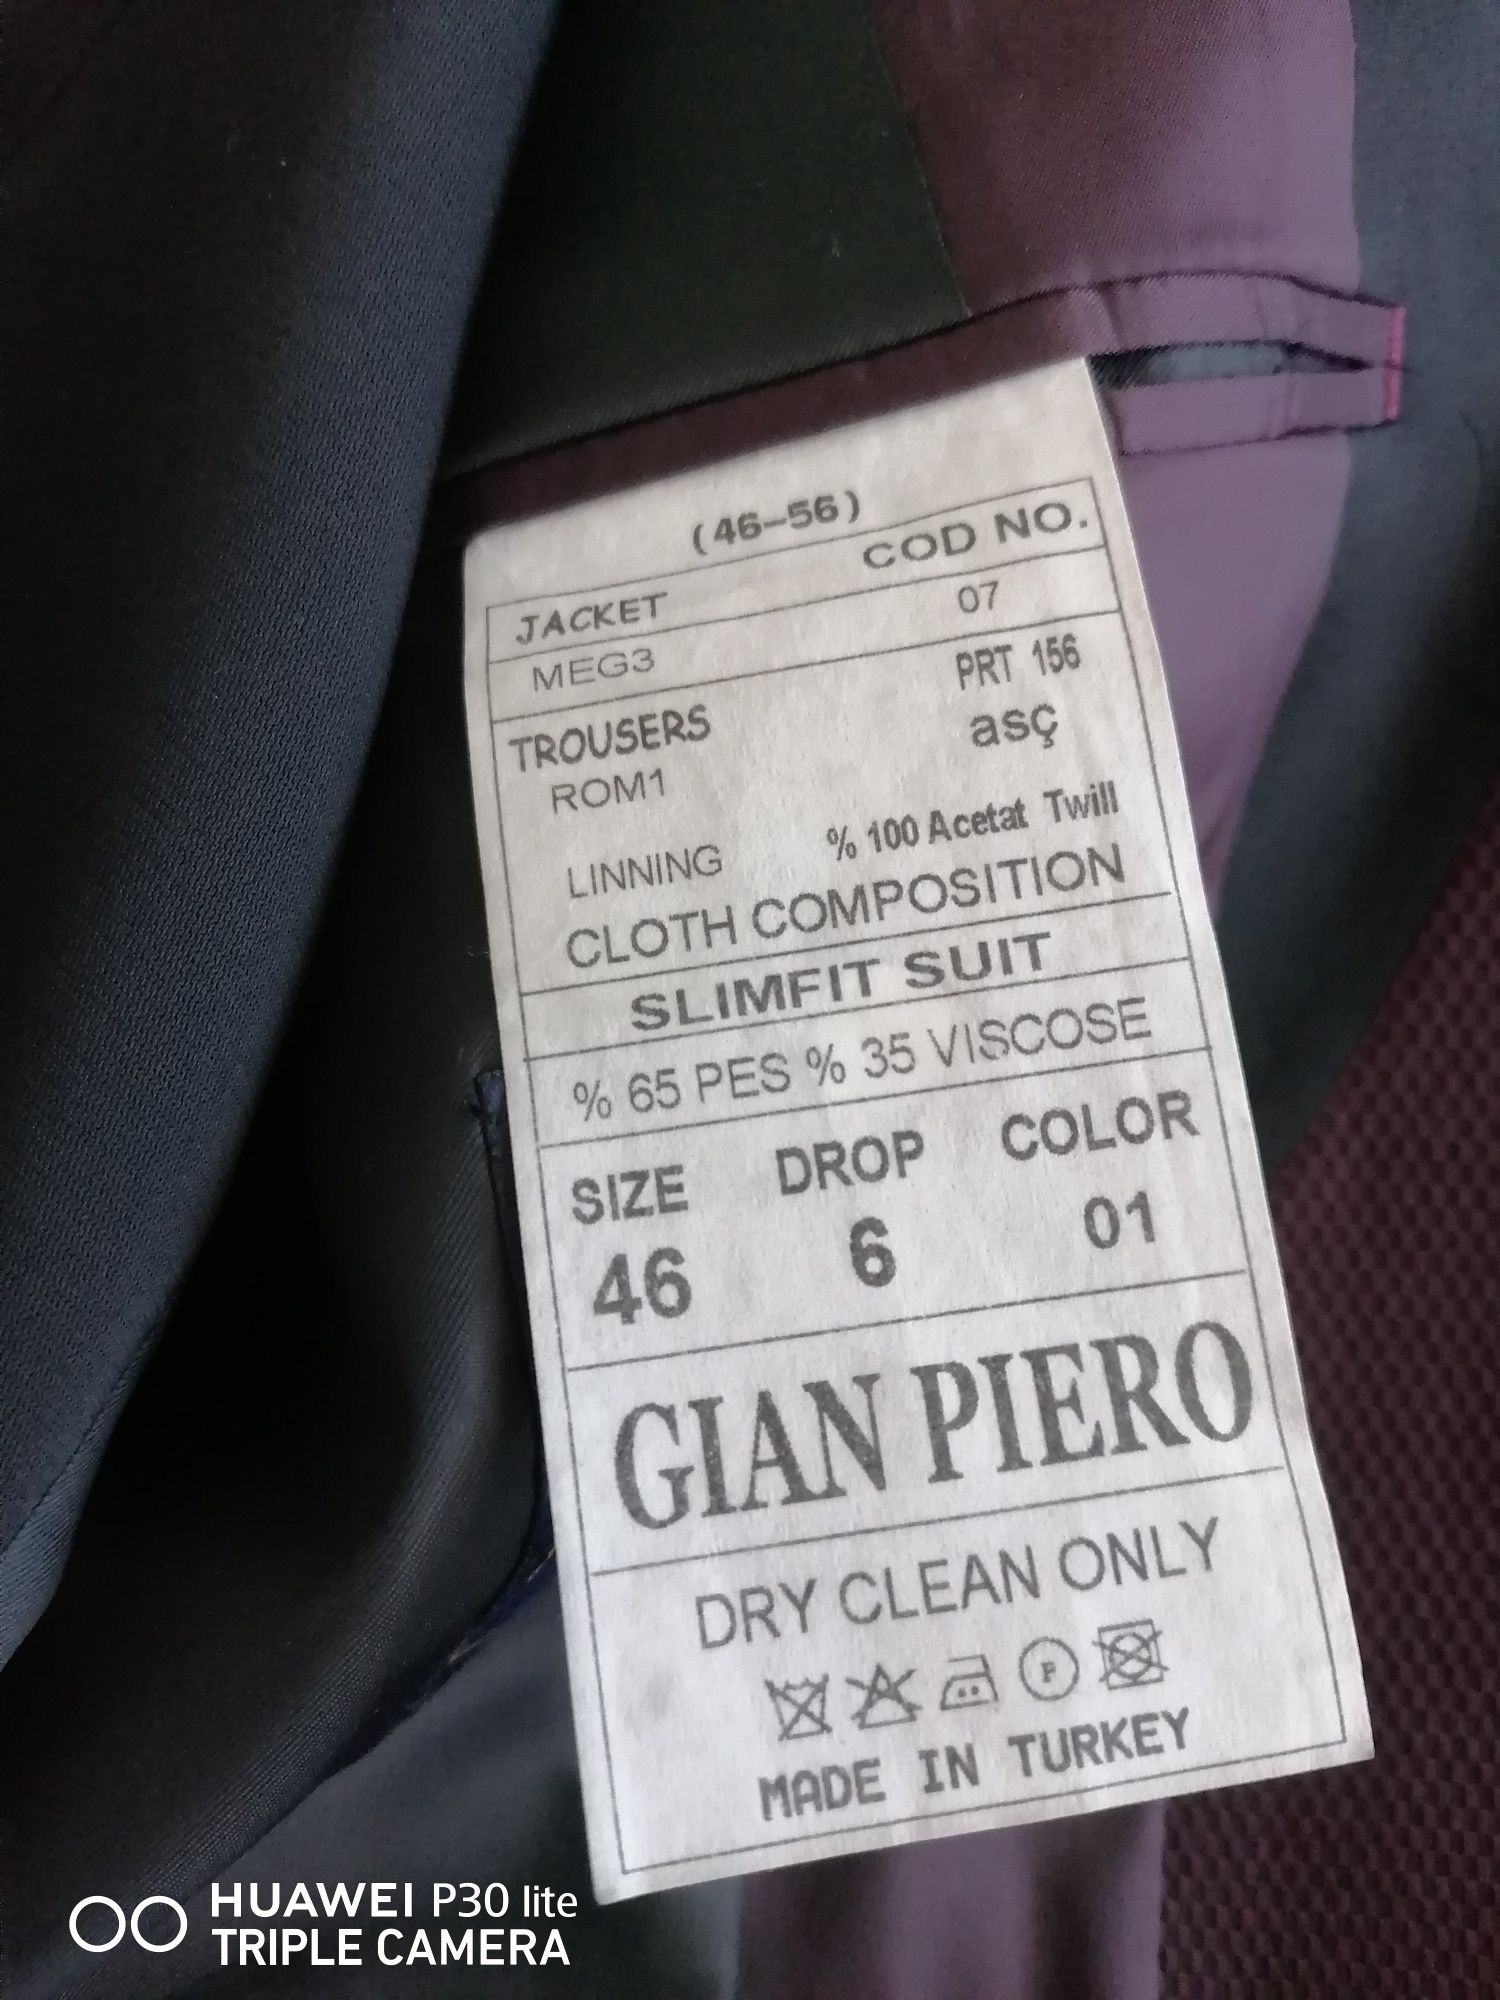 (46-56)
JACKET COD NO.
MEG3 07
TROUSERS PRT 156
ROM1 asç
LINNING % 100 Acetat Twill
CLOTH COMPOSITION
SLIMFIT SUIT
% 65 PES % 35 VISCOSE
SIZE DROP COLOR
46 6 01
GIAN PIERO
DRY CLEAN ONLY
P
MADE IN TURKEY
HUAWEI P30 lite
TRIPLE CAMERA